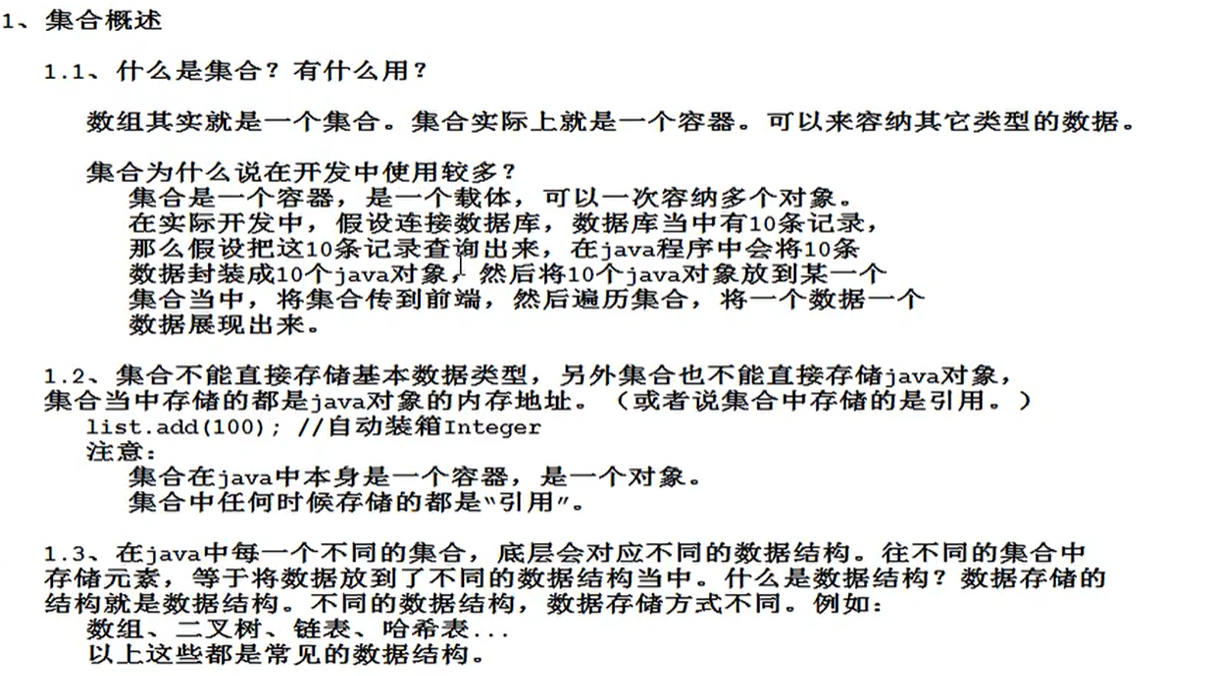 1、集合概述
1.1、什么是集合？有什么用？
数组其实就是一个集合。集合实际上就是一个容器。可以来容纳其它类型的数据。
集合为什么说在开发中使用较多？
集合是一个容器，是一个载体，可以一次容纳多个对象。
在实际开发中，假设连接数据库，数据库当中有10条记录，
那么假设把这10条记录查询出来，在java程序中会将10条
数据封装成10个java对象，然后将10个java对象放到某一个
集合当中，将集合传到前端，然后遍历集合，将一个数据一个
数据展现出来。
1.2、集合不能直接存储基本数据类型，另外集合也不能直接存储java对象，
集合当中存储的都是java对象的内存地址。（或者说集合中存储的是引用。）
list.add(100); //自动装箱Integer
注意：
集合在java中本身是一个容器，是一个对象。
集合中任何时候存储的都是“引用”。
1.3、在java中每一个不同的集合，底层会对应不同的数据结构。往不同的集合中
存储元素，等于将数据放到了不同的数据结构当中。什么是数据结构？数据存储的
结构就是数据结构。不同的数据结构，数据存储方式不同。例如：
数组、二叉树、链表、哈希表...
以上这些都是常见的数据结构。